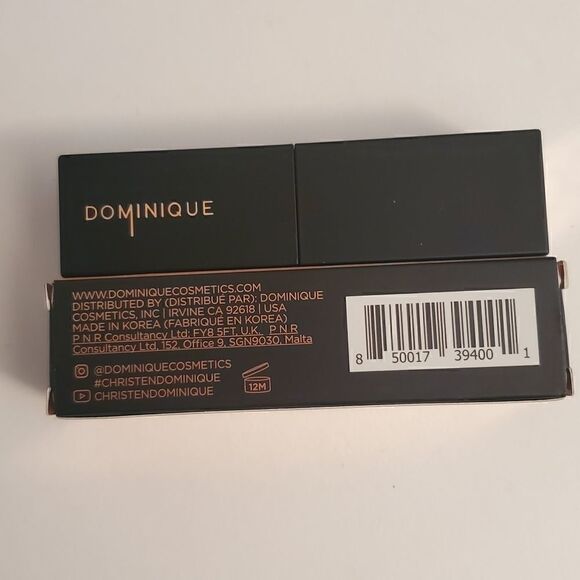 DOMINIQUE
WWW.DOMINIQUECOSMETICS.COM
DISTRIBUTED BY (DISTRIBUÉ PAR): DOMINIQUE
COSMETICS, INC | IRVINE CA 92618 | USA
MADE IN KOREA (FABRIQUÉ EN KOREA)
P N R Consultancy Ltd; FY8 5FT, U.K. P N R
Consultancy Ltd, 152, Office 9, SGN9030, Malta
@DOMINIQUECOSMETICS
#CHRISTENDOMINIQUE
CHRISTENDOMINIQUE
12M
8 50017 39400 1